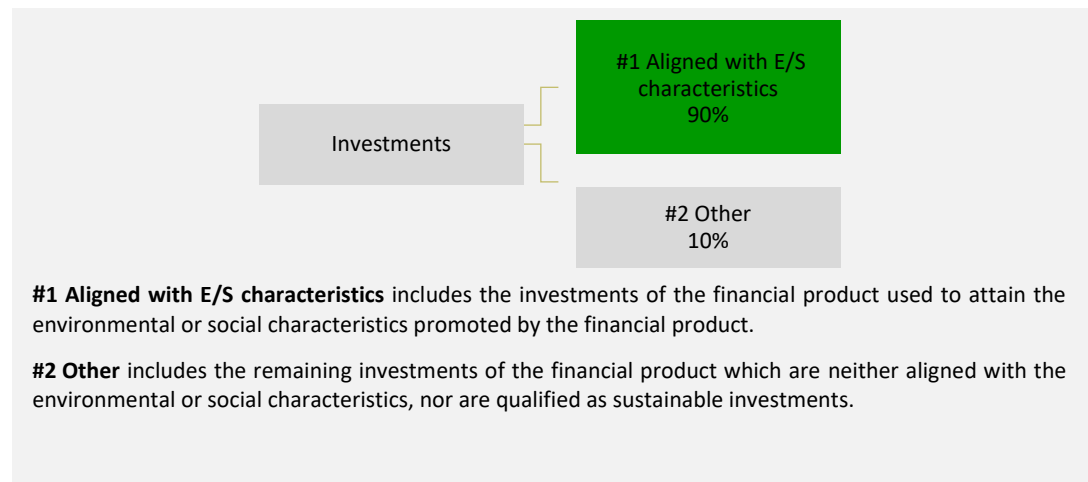 #1 Aligned with E/S
characteristics
90%
Investments
#2 Other
10%
#1 Aligned with E/S characteristics includes the investments of the financial product used to attain the
environmental or social characteristics promoted by the financial product.
#2 Other includes the remaining investments of the financial product which are neither aligned with the
environmental or social characteristics, nor are qualified as sustainable investments.